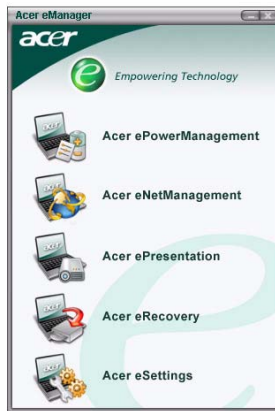 Acer eManager
acer
e Empowering Technology
Acer ePowerManagement
Acer eNetManagement
Acer ePresentation
Acer eRecovery
Acer eSettings